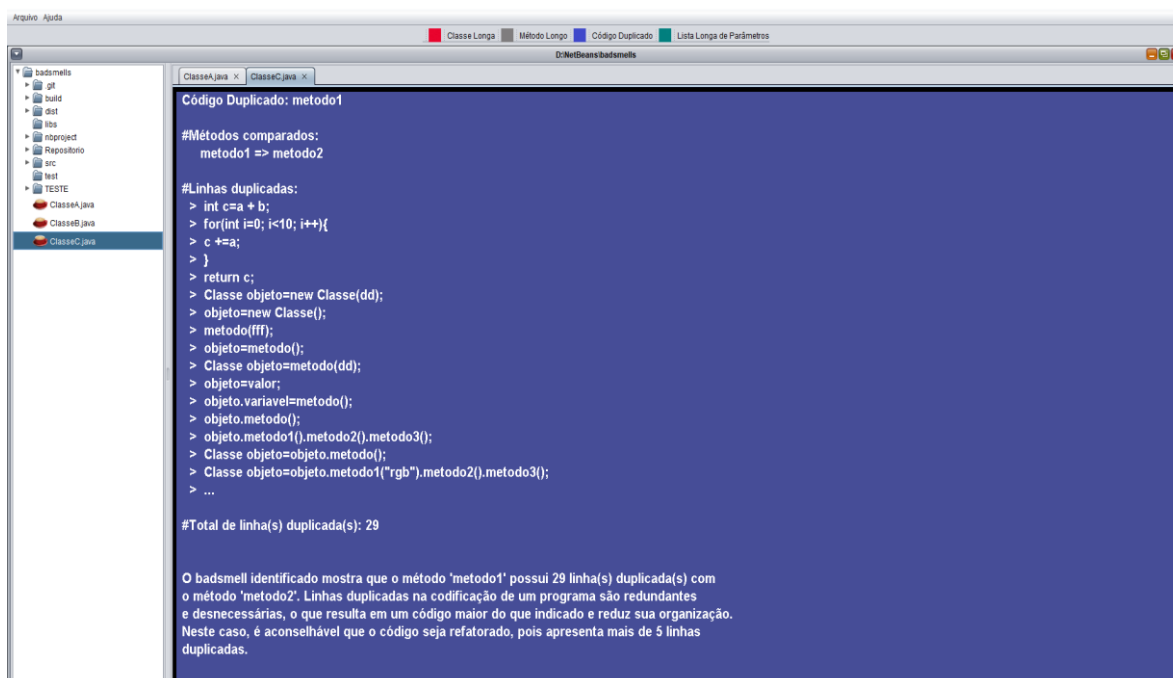 Arquivo Ajuda
Classe Longa Método Longo Código Duplicado Lista Longa de Parâmetros
D:\NetBeans\badsmells
badsmells
.git
build
dist
libs
nbproject
Repositorio
src
test
TESTE
ClasseA.java
ClasseB.java
ClasseC.java
ClasseA.java × ClasseC.java ×
Código Duplicado: metodo1
#Métodos comparados:
metodo1 => metodo2
#Linhas duplicadas:
> int c=a + b;
> for(int i=0; i<10; i++){
> c +=a;
> }
> return c;
> Classe objeto=new Classe(dd);
> objeto=new Classe();
> metodo(fff);
> objeto=metodo();
> Classe objeto=metodo(dd);
> objeto=valor;
> objeto.variavel=metodo();
> objeto.metodo();
> objeto.metodo1().metodo2().metodo3();
> Classe objeto=objeto.metodo();
> Classe objeto=objeto.metodo1("rgb").metodo2().metodo3();
> ...
#Total de linha(s) duplicada(s): 29
O badsmell identificado mostra que o método 'metodo1' possui 29 linha(s) duplicada(s) com
o método 'metodo2'. Linhas duplicadas na codificação de um programa são redundantes
e desnecessárias, o que resulta em um código maior do que indicado e reduz sua organização.
Neste caso, é aconselhável que o código seja refatorado, pois apresenta mais de 5 linhas
duplicadas.